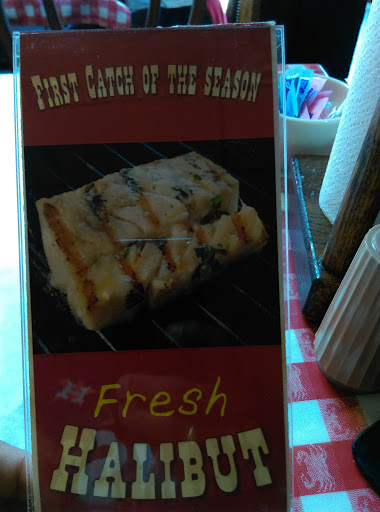 FIRST CATCH OF THE SEASON
Fresh
HALIBUT